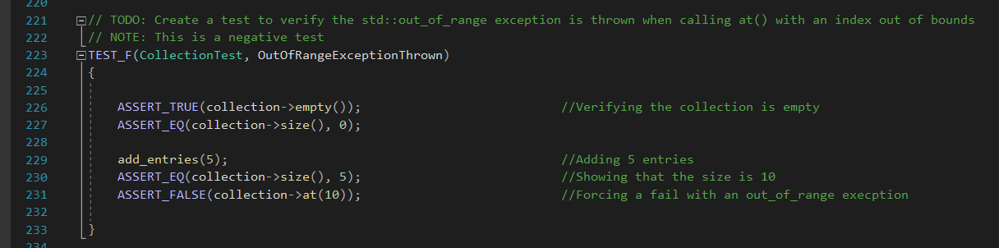 220
221 // TODO: Create a test to verify the std::out_of_range exception is thrown when calling at() with an index out of bounds
222 // NOTE: This is a negative test
223 TEST_F(CollectionTest, OutOfRangeExceptionThrown)
224 {
225
226 ASSERT_TRUE(collection->empty()); //Verifying the collection is empty
227 ASSERT_EQ(collection->size(), 0);
228
229 add_entries(5); //Adding 5 entries
230 ASSERT_EQ(collection->size(), 5); //Showing that the size is 10
231 ASSERT_FALSE(collection->at(10)); //Forcing a fail with an out_of_range execption
232
233 }
234